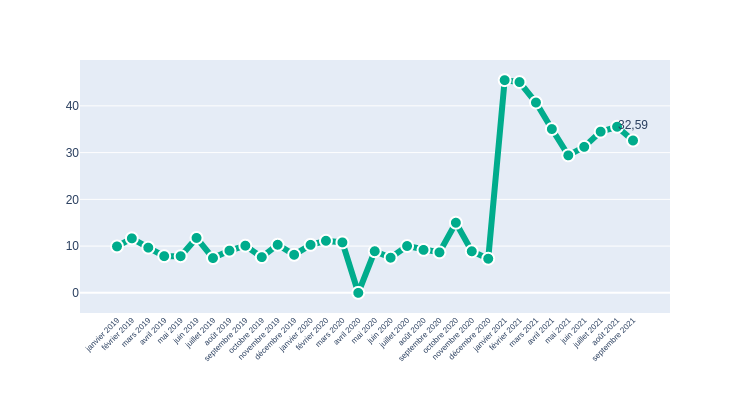 40
30
20
10
0
32,59
janvier 2019
février 2019
mars 2019
avril 2019
mai 2019
juin 2019
juillet 2019
août 2019
septembre 2019
octobre 2019
novembre 2019
décembre 2019
janvier 2020
février 2020
mars 2020
avril 2020
mai 2020
juin 2020
juillet 2020
août 2020
septembre 2020
octobre 2020
novembre 2020
décembre 2020
janvier 2021
février 2021
mars 2021
avril 2021
mai 2021
juin 2021
juillet 2021
août 2021
septembre 2021